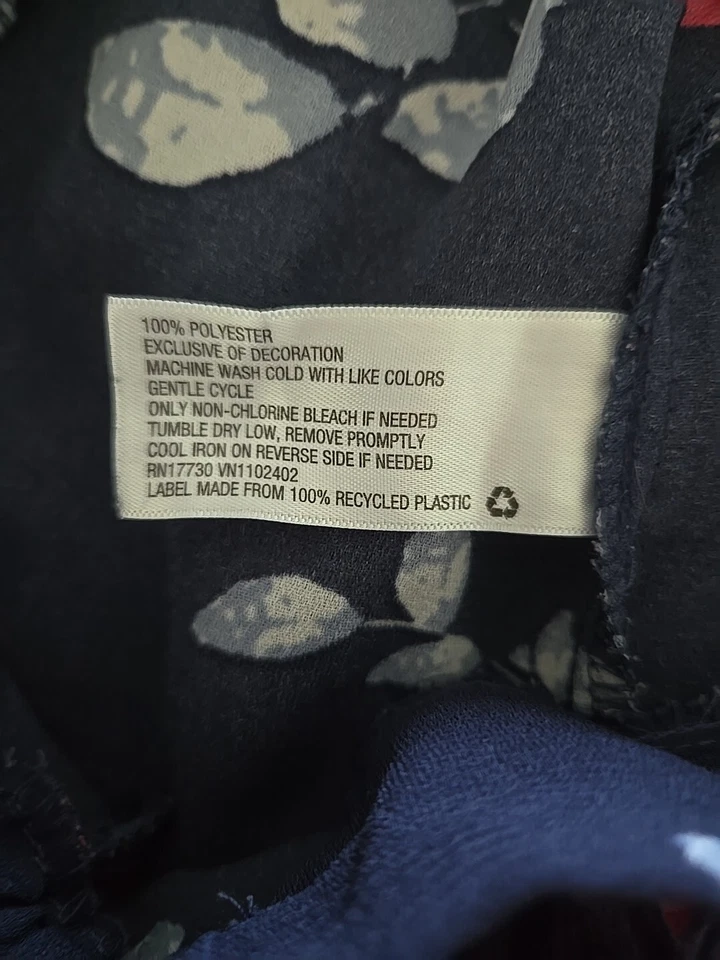 100% POLYESTER
EXCLUSIVE OF DECORATION
MACHINE WASH COLD WITH LIKE COLORS
GENTLE CYCLE
ONLY NON-CHLORINE BLEACH IF NEEDED
TUMBLE DRY LOW, REMOVE PROMPTLY
COOL IRON ON REVERSE SIDE IF NEEDED
RN17730 VN1102402
LABEL MADE FROM 100% RECYCLED PLASTIC